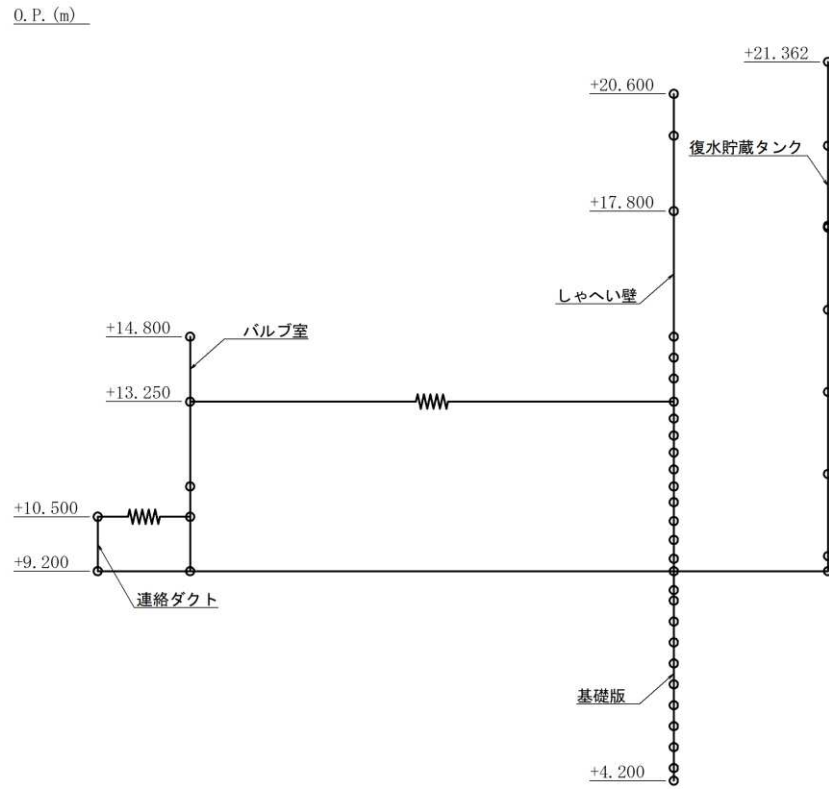 O.P.(m)
+21.362
+20.600
復水貯蔵タンク
+17.800
しゃへい壁
+14.800
バルブ室
+13.250
+10.500
+9.200
連絡ダクト
基礎版
+4.200